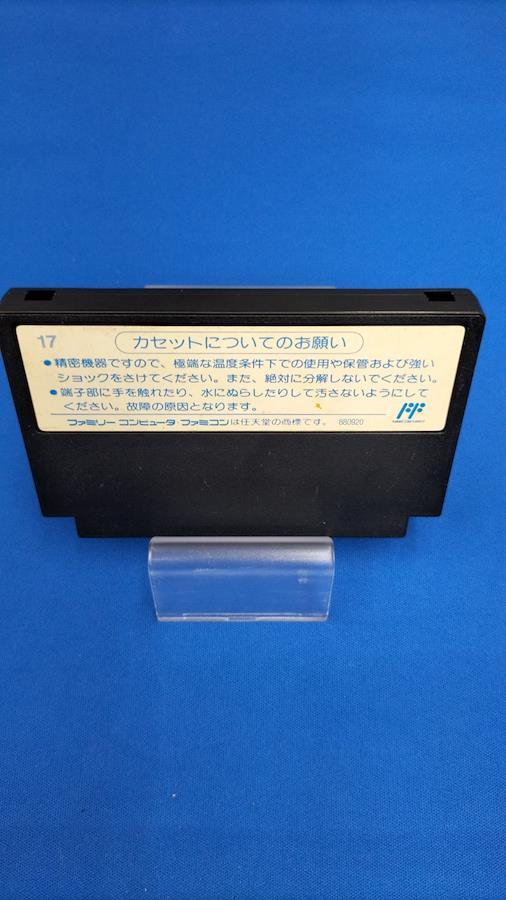 17
カセットについてのお願い
●精密機器ですので、極端な温度条件下での使用や保管および強い
ショックをさけてください。また、絶対に分解しないでください。
●端子部に手を触れたり、水にぬらしたりして汚さないようにして
ください。故障の原因となります。
ファミリーコンピュータ・ファミコンは任天堂の商標です。 880920